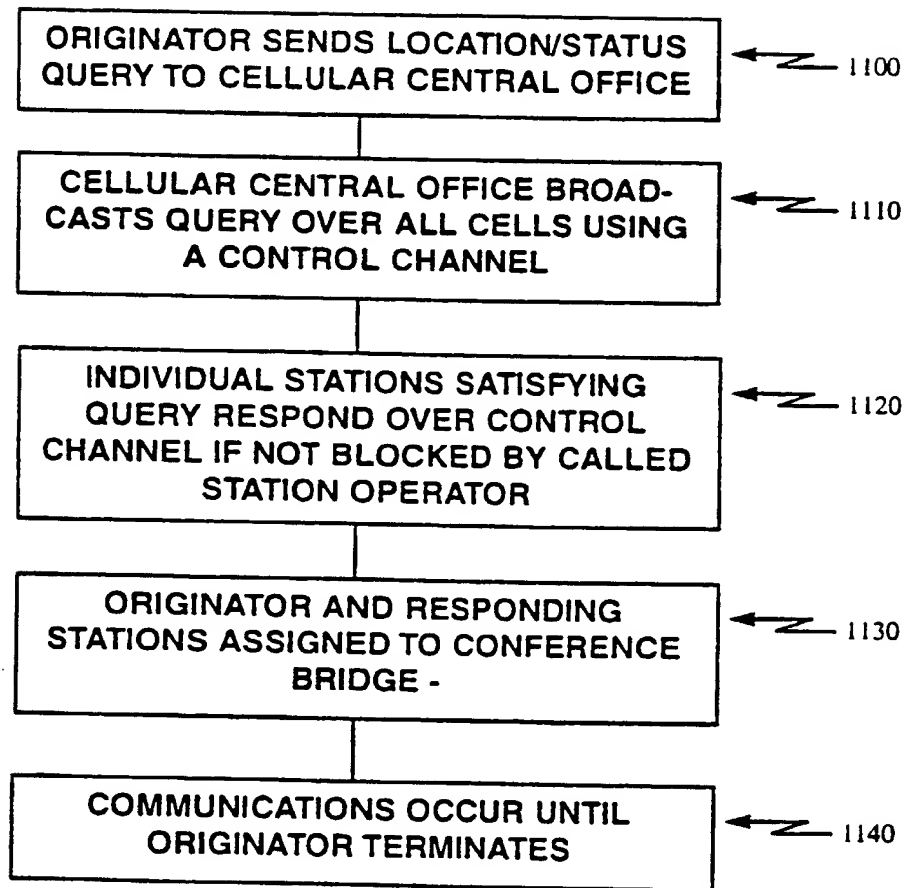 ORIGINATOR SENDS LOCATION/STATUS
QUERY TO CELLULAR CENTRAL OFFICE
1100
CELLULAR CENTRAL OFFICE BROAD-
CASTS QUERY OVER ALL CELLS USING
A CONTROL CHANNEL
1110
INDIVIDUAL STATIONS SATISFYING
QUERY RESPOND OVER CONTROL
CHANNEL IF NOT BLOCKED BY CALLED
STATION OPERATOR
1120
ORIGINATOR AND RESPONDING
STATIONS ASSIGNED TO CONFERENCE
BRIDGE -
1130
COMMUNICATIONS OCCUR UNTIL
ORIGINATOR TERMINATES
1140